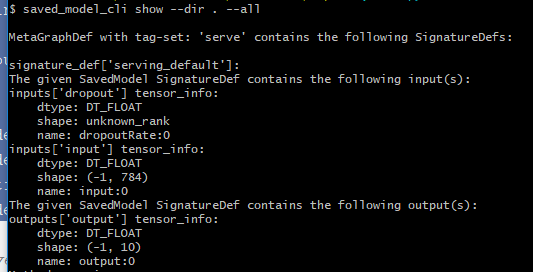 $ saved_model_cli show --dir . --all
MetaGraphDef with tag-set: 'serve' contains the following SignatureDefs:
signature_def['serving_default']:
The given SavedModel SignatureDef contains the following input(s):
inputs['dropout'] tensor_info:
dtype: DT_FLOAT
shape: unknown_rank
name: dropoutRate:0
inputs['input'] tensor_info:
dtype: DT_FLOAT
shape: (-1, 784)
name: input:0
The given SavedModel SignatureDef contains the following output(s):
outputs['output'] tensor_info:
dtype: DT_FLOAT
shape: (-1, 10)
name: output:0